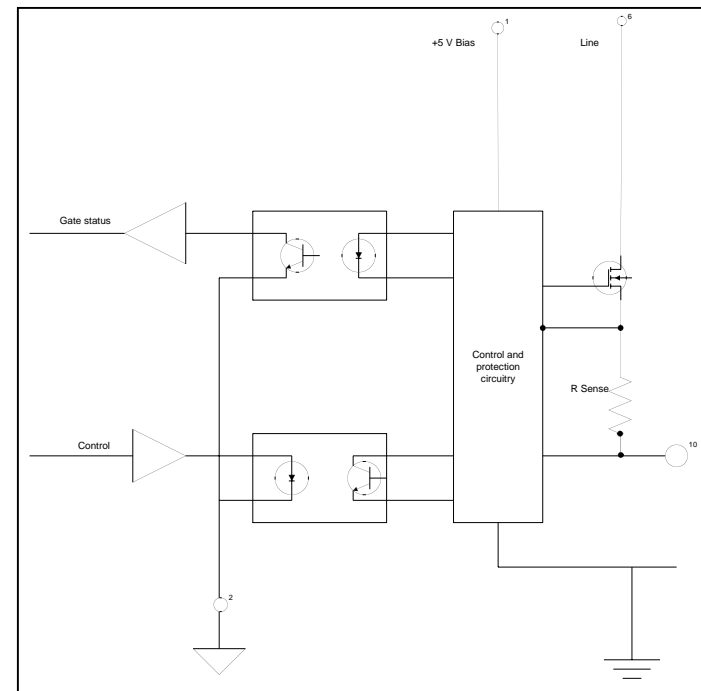 1
6
+5 V Bias
Line
Gate status
Control and
protection
circuitry
R Sense
Control
10
2